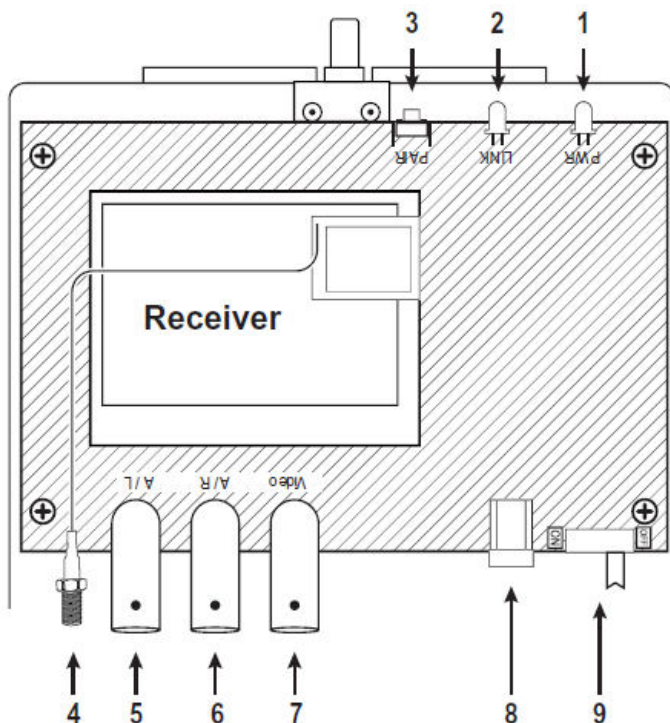 3 2 1
PAIR LINK PWR
Receiver
A / L A / R Video
ON OFF
4 5 6 7 8 9